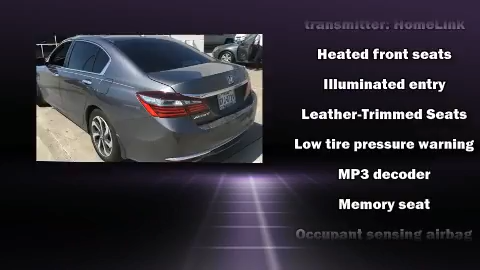 transmitter: HomeLink
Heated front seats
Illuminated entry
Leather-Trimmed Seats
Low tire pressure warning
MP3 decoder
Memory seat
Occupant sensing airbag